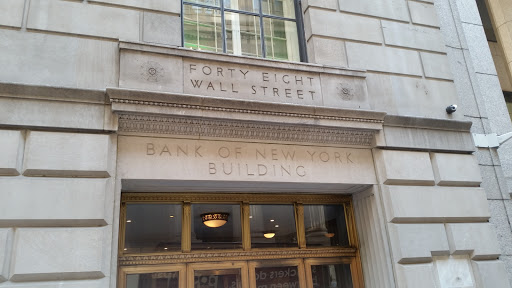 FORTY EIGHT
WALL STREET
BANK OF NEW YORK
BUILDING